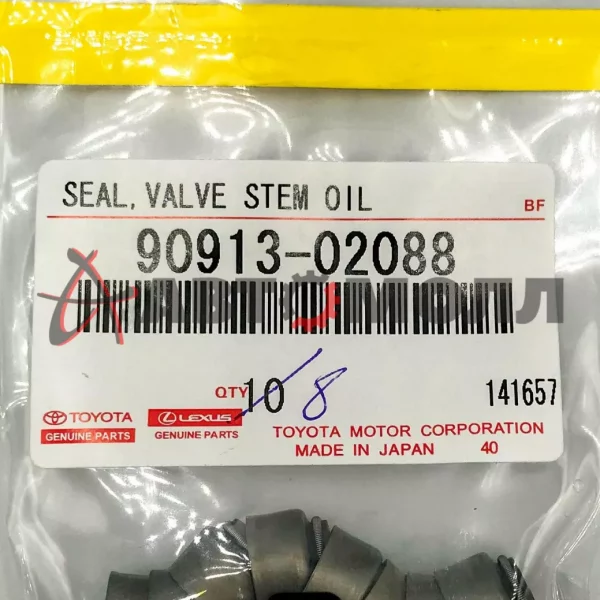 SEAL, VALVE STEM OIL
BF
90913-02088
АВТОМОЛЛ
QTY 10 8
141657
TOYOTA
GENUINE PARTS
LEXUS
GENUINE PARTS
TOYOTA MOTOR CORPORATION
MADE IN JAPAN 40